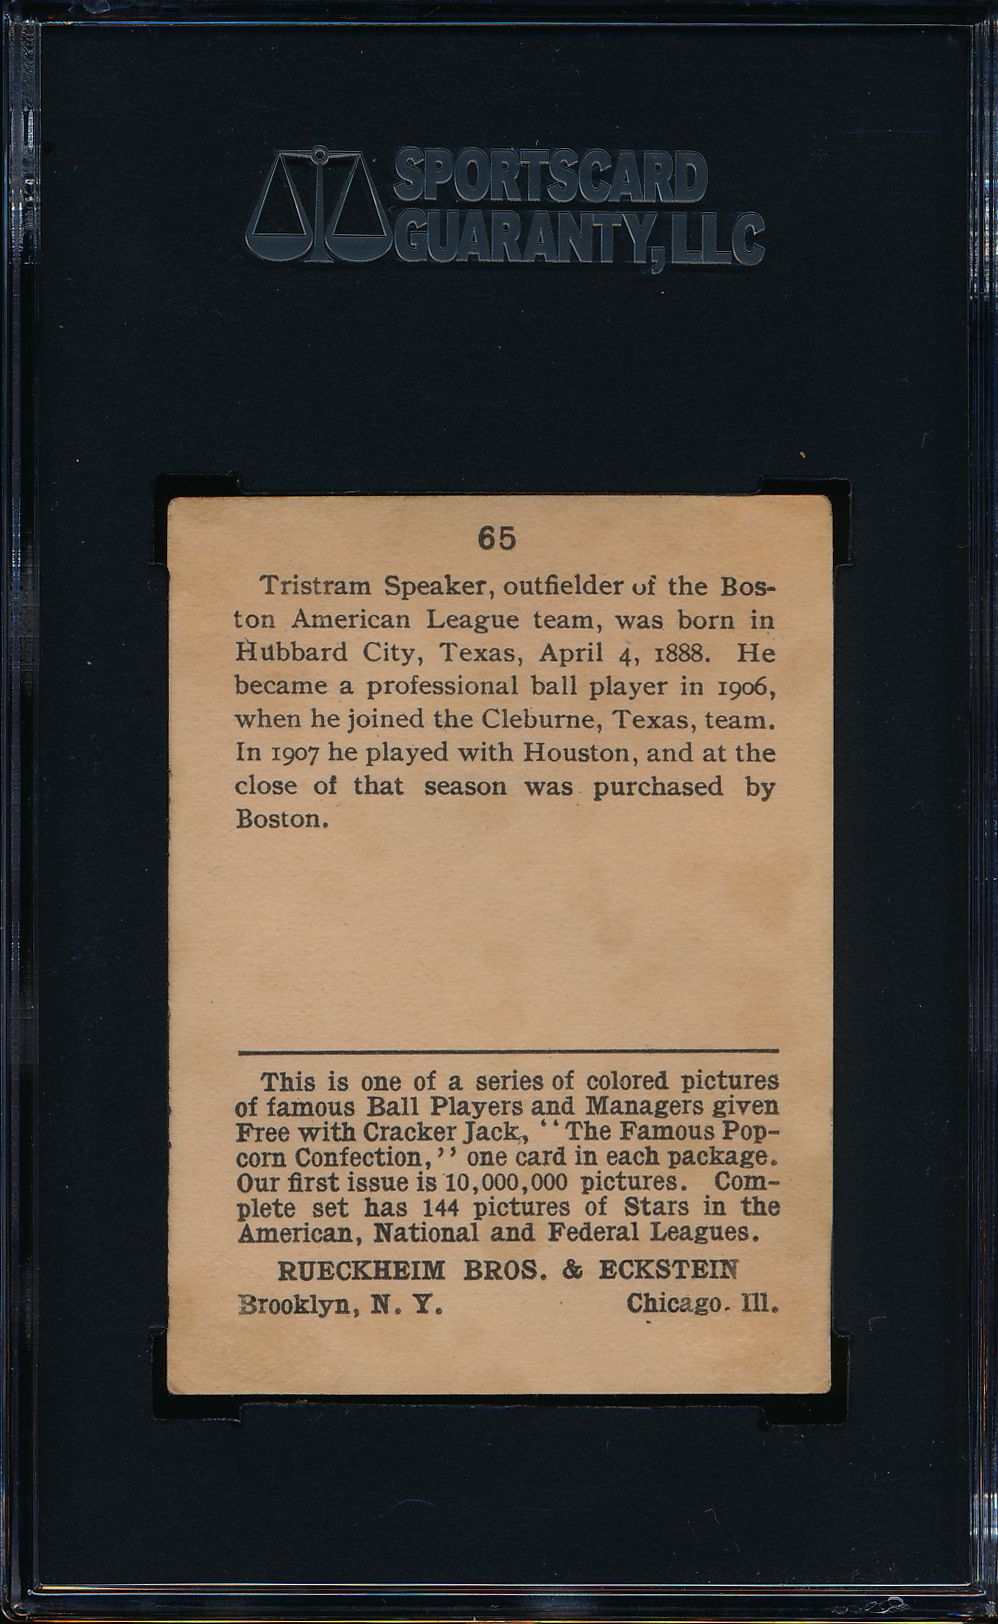 SPORTSCARD
GUARANTY, LLC
65
Tristram Speaker, outfielder of the Bos-
ton American League team, was born in
Hubbard City, Texas, April 4, 1888. He
became a professional ball player in 1906,
when he joined the Cleburne, Texas, team.
In 1907 he played with Houston, and at the
close of that season was purchased by
Boston.
This is one of a series of colored pictures
of famous Ball Players and Managers given
Free with Cracker Jack, “The Famous Pop-
corn Confection,” one card in each package.
Our first issue is 10,000,000 pictures. Com-
plete set has 144 pictures of Stars in the
American, National and Federal Leagues.
RUECKHEIM BROS. & ECKSTEIN
Brooklyn, N. Y. Chicago. Ill.